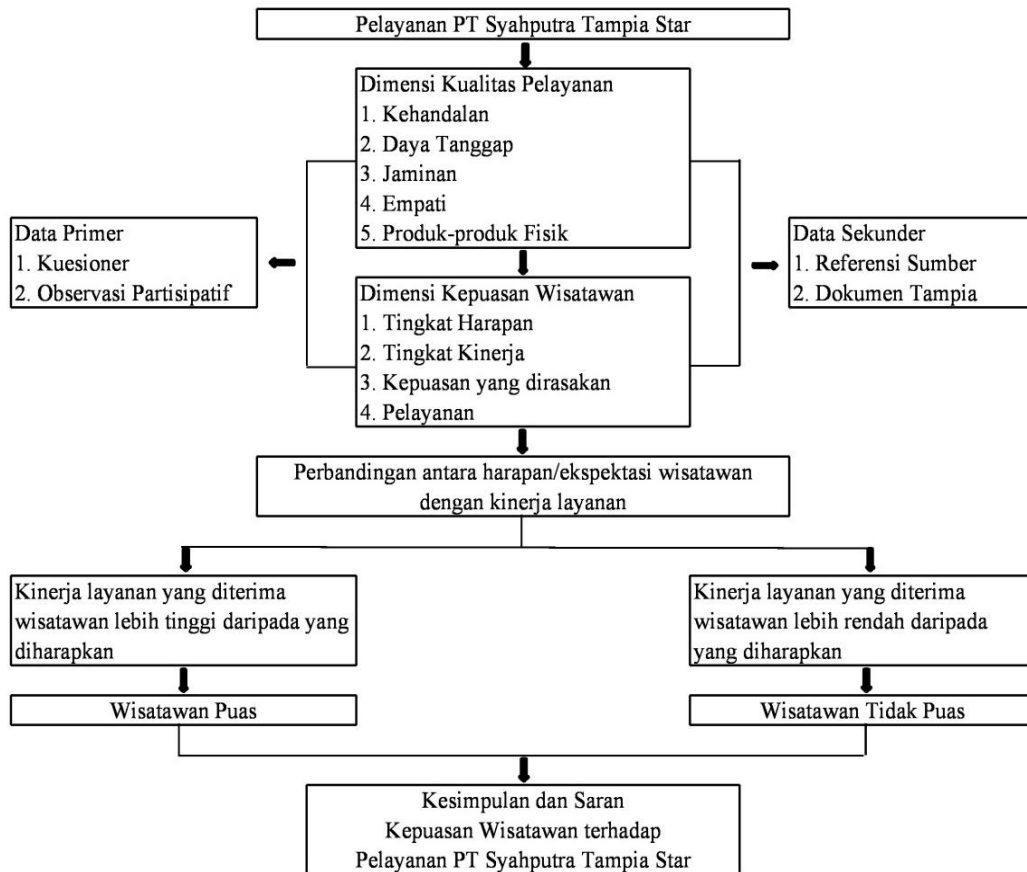 Pelayanan PT Syahputra Tampia Star
Dimensi Kualitas Pelayanan
1. Kehandalan
2. Daya Tanggap
3. Jaminan
4. Empati
5. Produk-produk Fisik
Data Primer
1. Kuesioner
2. Observasi Partisipatif
Data Sekunder
1. Referensi Sumber
2. Dokumen Tampia
Dimensi Kepuasan Wisatawan
1. Tingkat Harapan
2. Tingkat Kinerja
3. Kepuasan yang dirasakan
4. Pelayanan
Perbandingan antara harapan/ekspektasi wisatawan
dengan kinerja layanan
Kinerja layanan yang diterima
wisatawan lebih tinggi daripada yang
diharapkan
Kinerja layanan yang diterima
wisatawan lebih rendah daripada
yang diharapkan
Wisatawan Puas
Wisatawan Tidak Puas
Kesimpulan dan Saran
Kepuasan Wisatawan terhadap
Pelayanan PT Syahputra Tampia Star